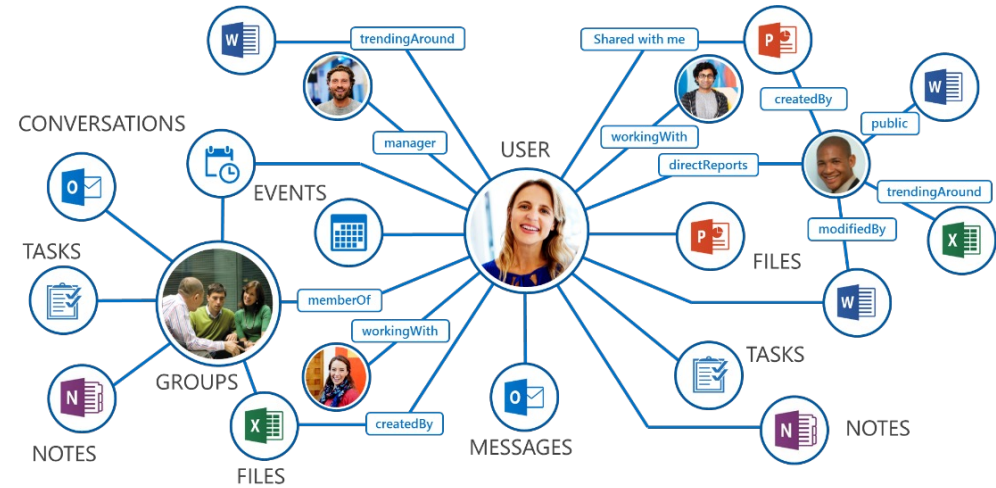 W
trendingAround
Shared with me
P
createdBy
W
public
CONVERSATIONS
manager
USER
workingWith
directReports
EVENTS
O
trendingAround
TASKS
P
modifiedBy
X
FILES
memberOf
W
workingWith
TASKS
GROUPS
N
X
createdBy
O
N
NOTES
MESSAGES
NOTES
FILES